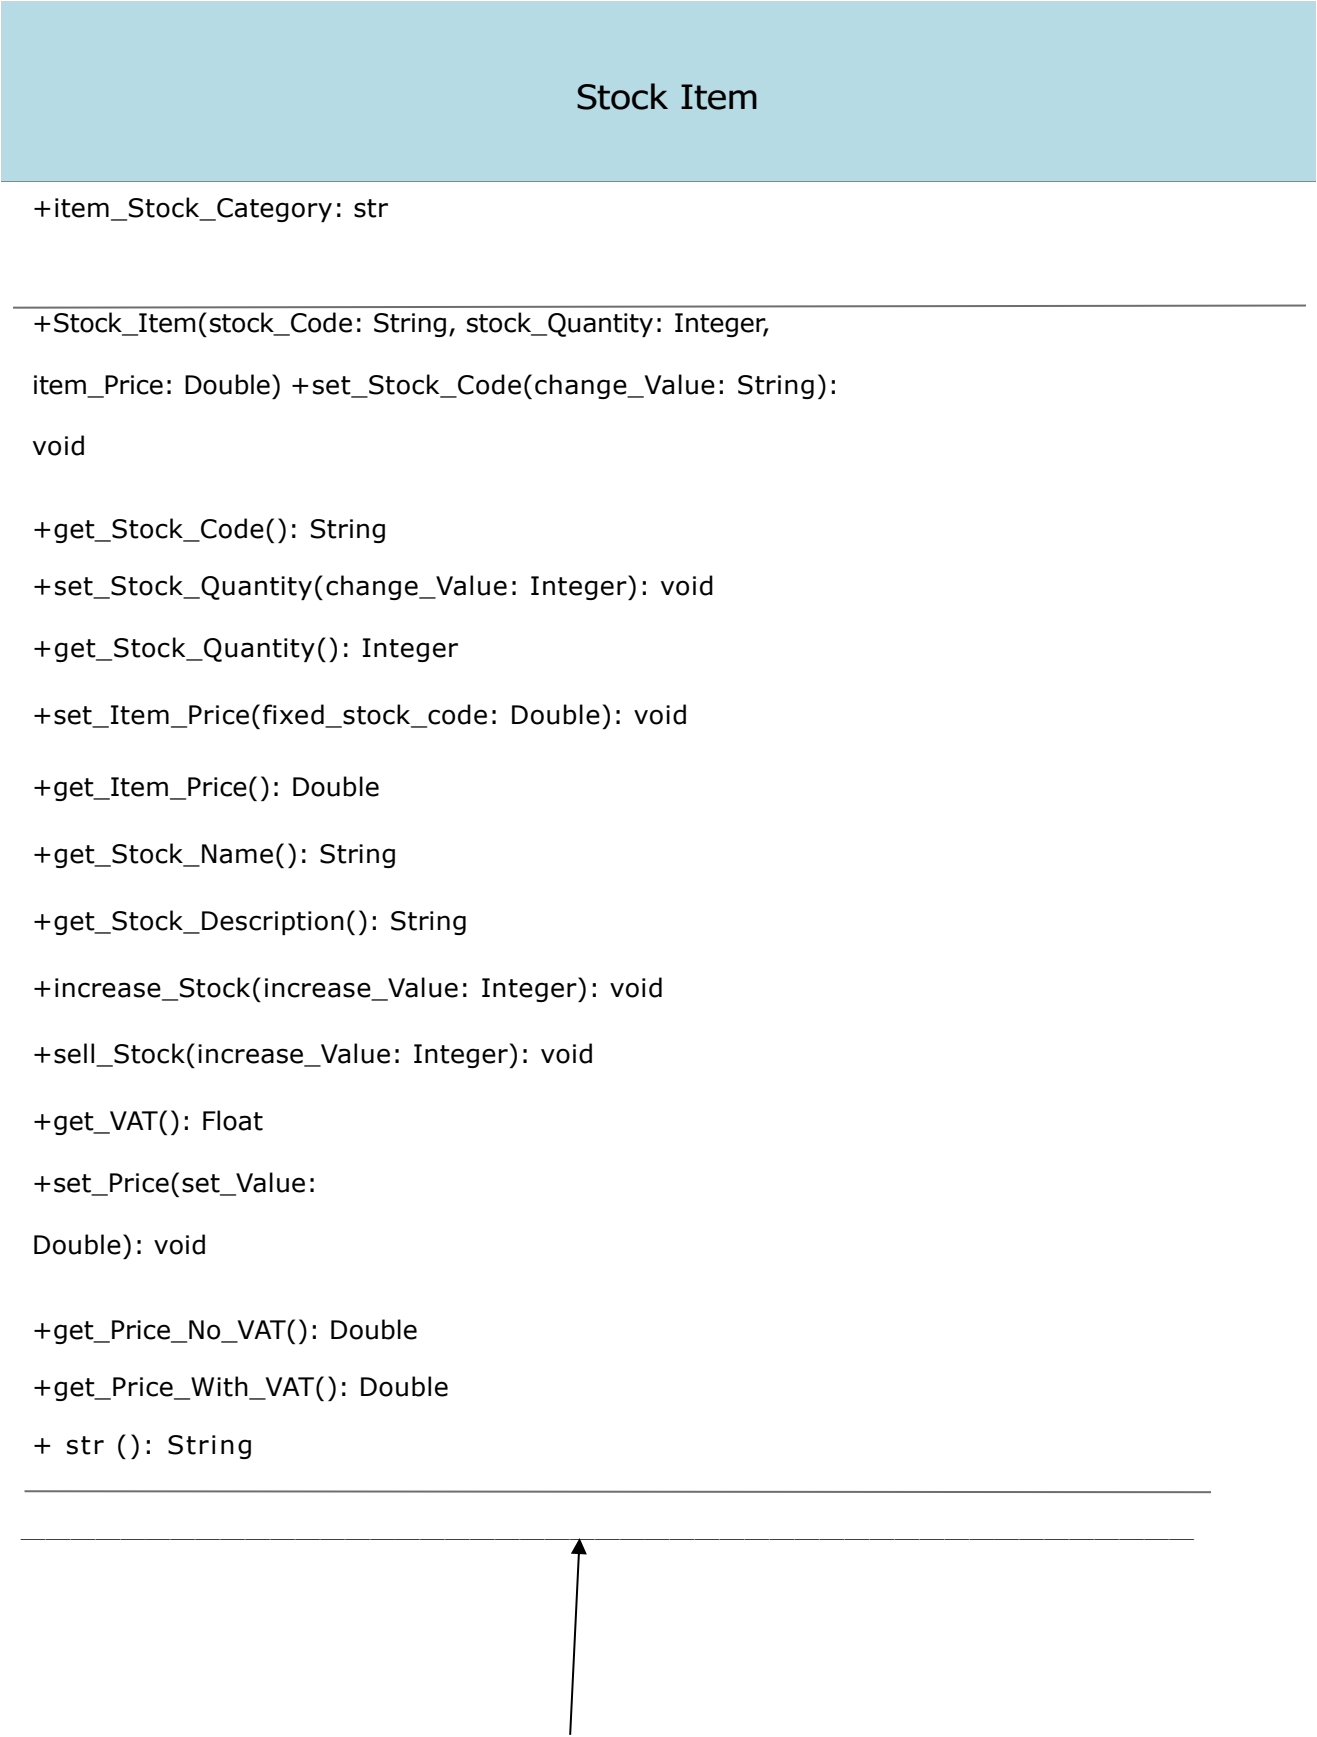 Stock Item
+item_Stock_Category: str
+Stock_Item(stock_Code: String, stock_Quantity: Integer,
item_Price: Double) +set_Stock_Code(change_Value: String):
void
+get_Stock_Code(): String
+set_Stock_Quantity(change_Value: Integer): void
+get_Stock_Quantity(): Integer
+set_Item_Price(fixed_stock_code: Double): void
+get_Item_Price(): Double
+get_Stock_Name(): String
+get_Stock_Description(): String
+increase_Stock(increase_Value: Integer): void
+sell_Stock(increase_Value: Integer): void
+get_VAT(): Float
+set_Price(set_Value:
Double): void
+get_Price_No_VAT(): Double
+get_Price_With_VAT(): Double
+ str (): String